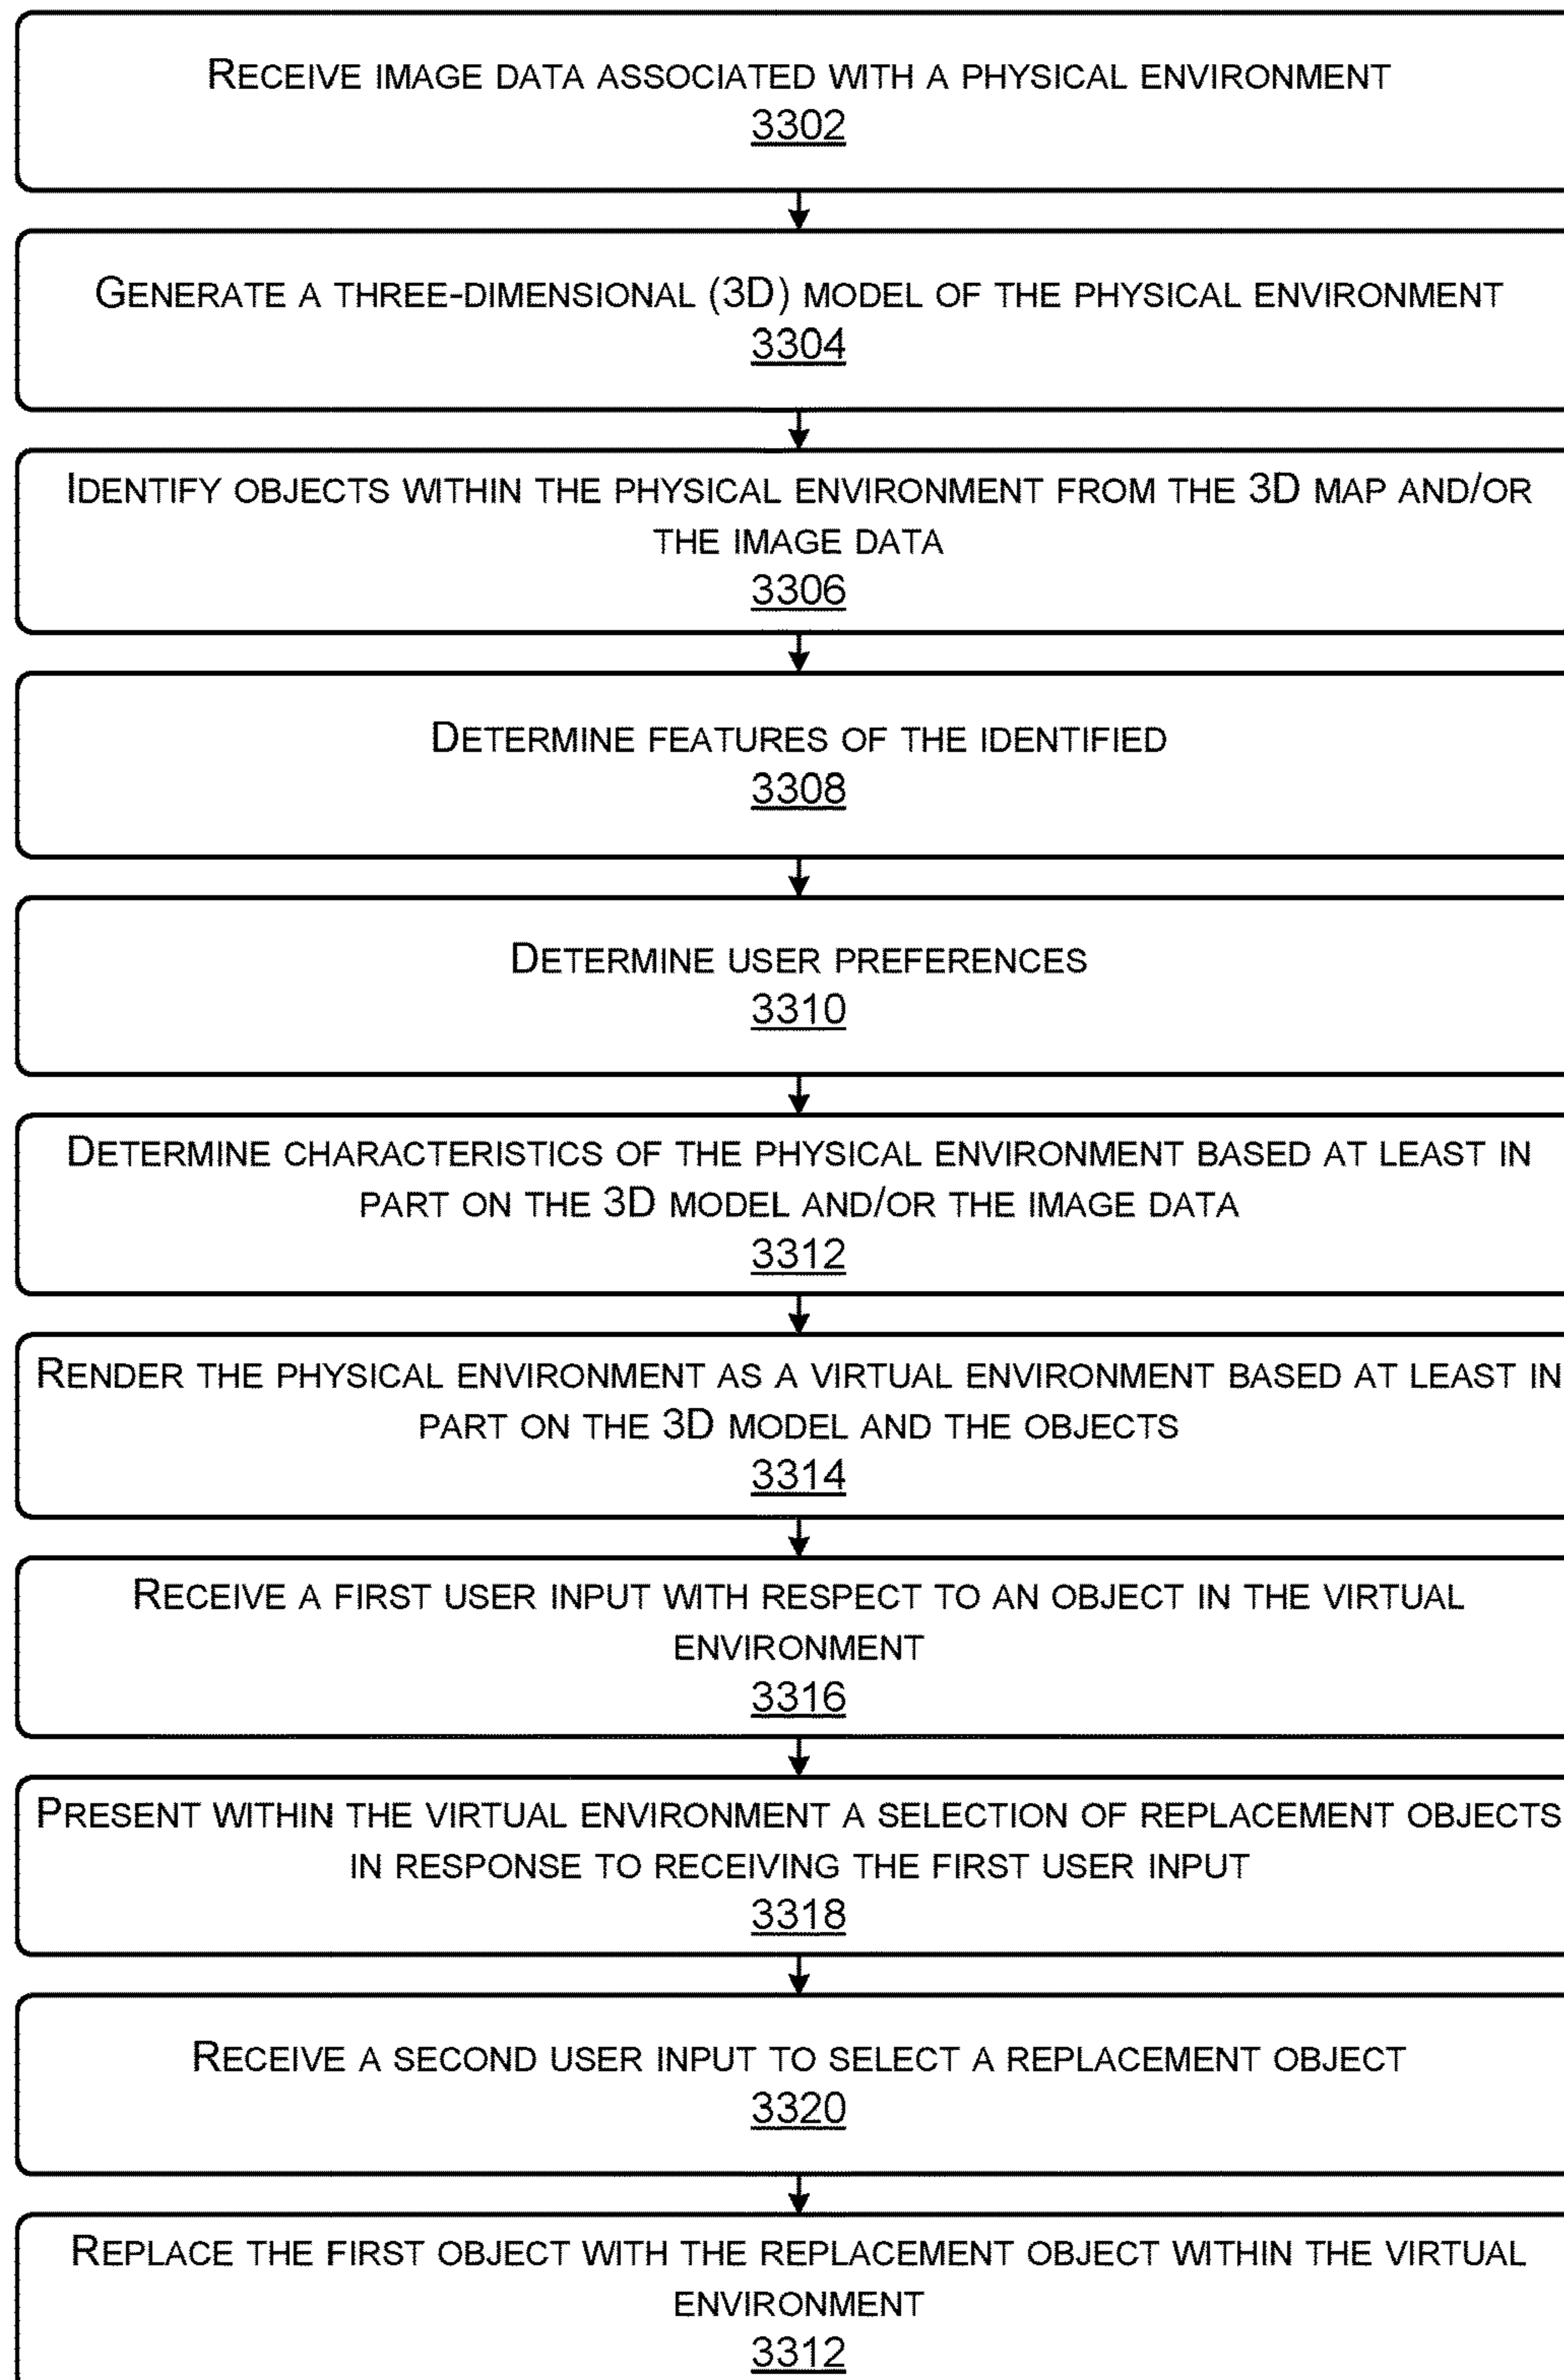 RECEIVE IMAGE DATA ASSOCIATED WITH A PHYSICAL ENVIRONMENT
3302
GENERATE A THREE-DIMENSIONAL (3D) MODEL OF THE PHYSICAL ENVIRONMENT
3304
IDENTIFY OBJECTS WITHIN THE PHYSICAL ENVIRONMENT FROM THE 3D MAP AND/OR
THE IMAGE DATA
3306
DETERMINE FEATURES OF THE IDENTIFIED
3308
DETERMINE USER PREFERENCES
3310
DETERMINE CHARACTERISTICS OF THE PHYSICAL ENVIRONMENT BASED AT LEAST IN
PART ON THE 3D MODEL AND/OR THE IMAGE DATA
3312
RENDER THE PHYSICAL ENVIRONMENT AS A VIRTUAL ENVIRONMENT BASED AT LEAST IN
PART ON THE 3D MODEL AND THE OBJECTS
3314
RECEIVE A FIRST USER INPUT WITH RESPECT TO AN OBJECT IN THE VIRTUAL
ENVIRONMENT
3316
PRESENT WITHIN THE VIRTUAL ENVIRONMENT A SELECTION OF REPLACEMENT OBJECTS
IN RESPONSE TO RECEIVING THE FIRST USER INPUT
3318
RECEIVE A SECOND USER INPUT TO SELECT A REPLACEMENT OBJECT
3320
REPLACE THE FIRST OBJECT WITH THE REPLACEMENT OBJECT WITHIN THE VIRTUAL
ENVIRONMENT
3312